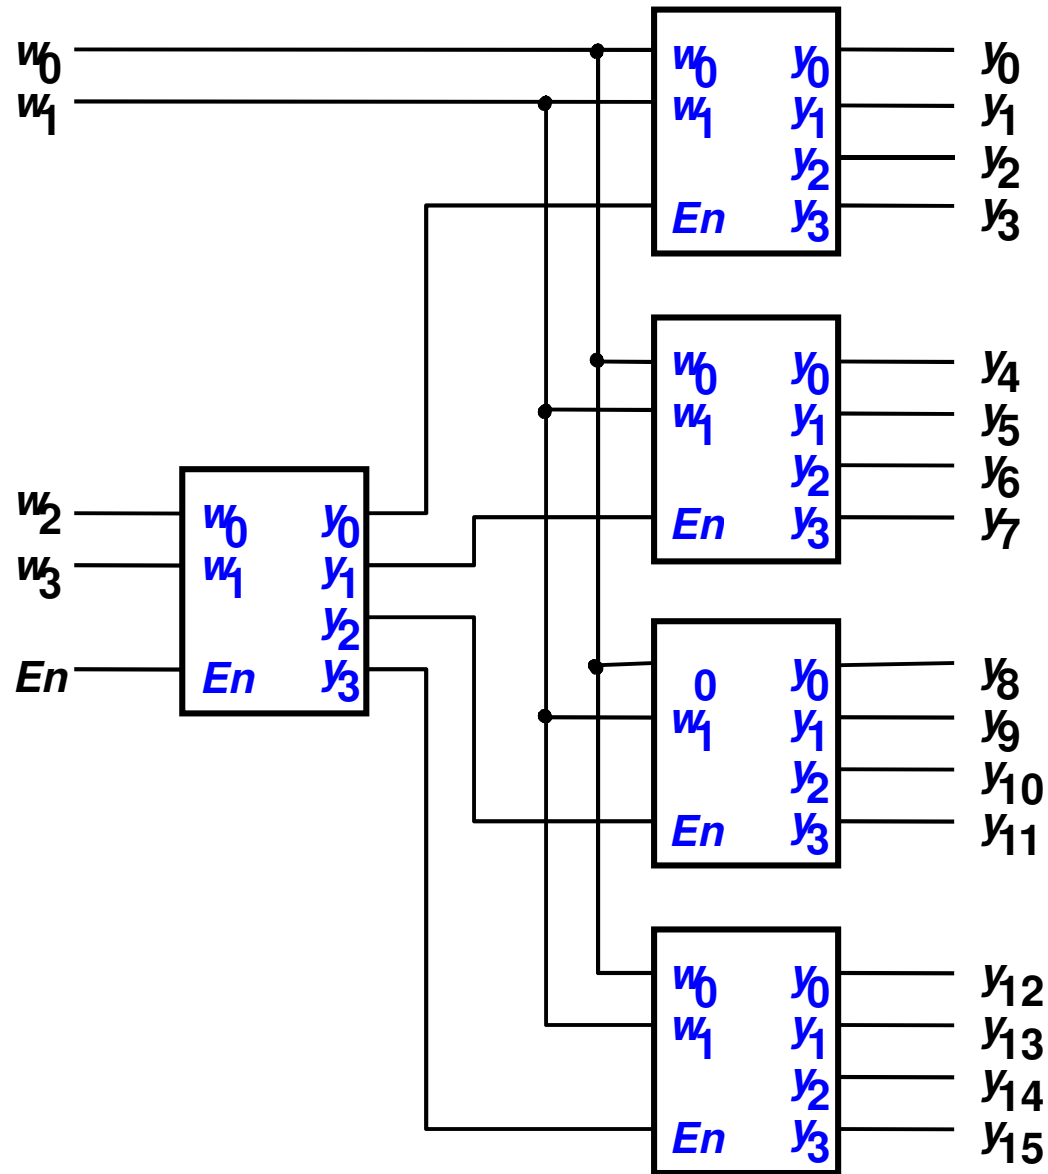 w0 w0 y0 y0
w1 w1 y1 y1
y2 y2
En y3 y3
w0 y0 y4
w1 y1 y5
y2 y6
En y3 y7
w2 w0 y0
w3 w1 y1
y2
En En y3
0 y0 y8
w1 y1 y9
y2 y10
En y3 y11
w0 y0 y12
w1 y1 y13
y2 y14
En y3 y15